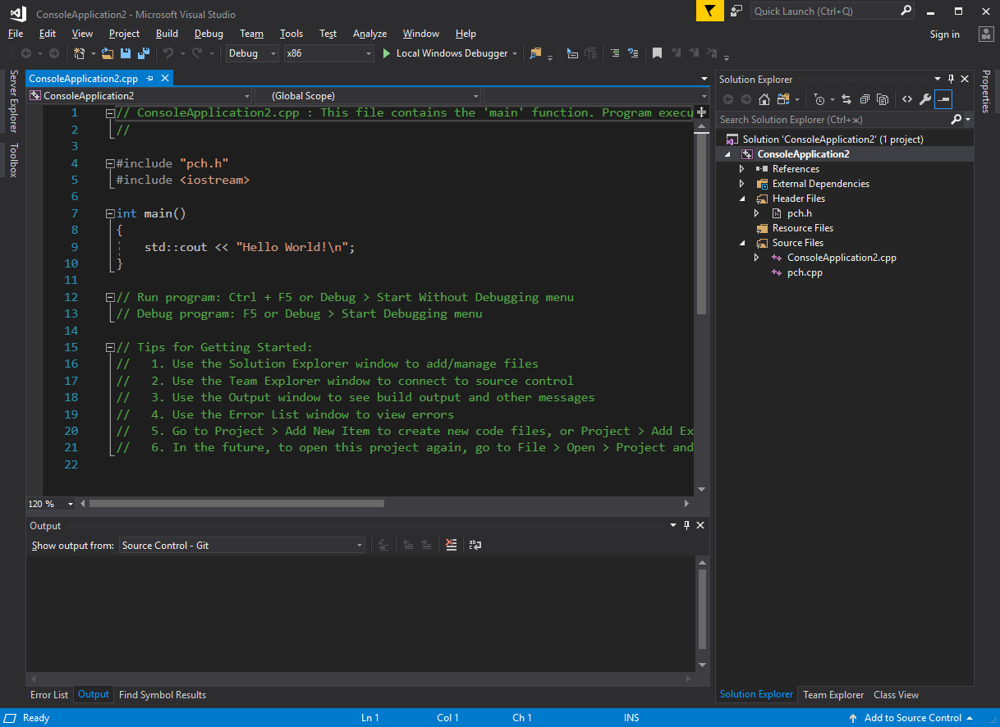 ConsoleApplication2 - Microsoft Visual Studio
Quick Launch (Ctrl+Q)
File Edit View Project Build Debug Team Tools Test Analyze Window Help
Sign in
Debug x86 Local Windows Debugger
Server Explorer
Toolbox
ConsoleApplication2.cpp
ConsoleApplication2 (Global Scope)
1 // ConsoleApplication2.cpp : This file contains the 'main' function. Program execu
2 //
3
4 #include "pch.h"
5 #include <iostream>
6
7 int main()
8 {
9 std::cout << "Hello World!\n";
10 }
11
12 // Run program: Ctrl + F5 or Debug > Start Without Debugging menu
13 // Debug program: F5 or Debug > Start Debugging menu
14
15 // Tips for Getting Started:
16 //   1. Use the Solution Explorer window to add/manage files
17 //   2. Use the Team Explorer window to connect to source control
18 //   3. Use the Output window to see build output and other messages
19 //   4. Use the Error List window to view errors
20 //   5. Go to Project > Add New Item to create new code files, or Project > Add Ex
21 //   6. In the future, to open this project again, go to File > Open > Project and
22
120 %
Output
Show output from: Source Control - Git
Error List Output Find Symbol Results
Solution Explorer
Search Solution Explorer (Ctrl+ж)
Solution 'ConsoleApplication2' (1 project)
ConsoleApplication2
References
External Dependencies
Header Files
pch.h
Resource Files
Source Files
ConsoleApplication2.cpp
pch.cpp
Solution Explorer Team Explorer Class View
Properties
Ready Ln 1 Col 1 Ch 1 INS Add to Source Control